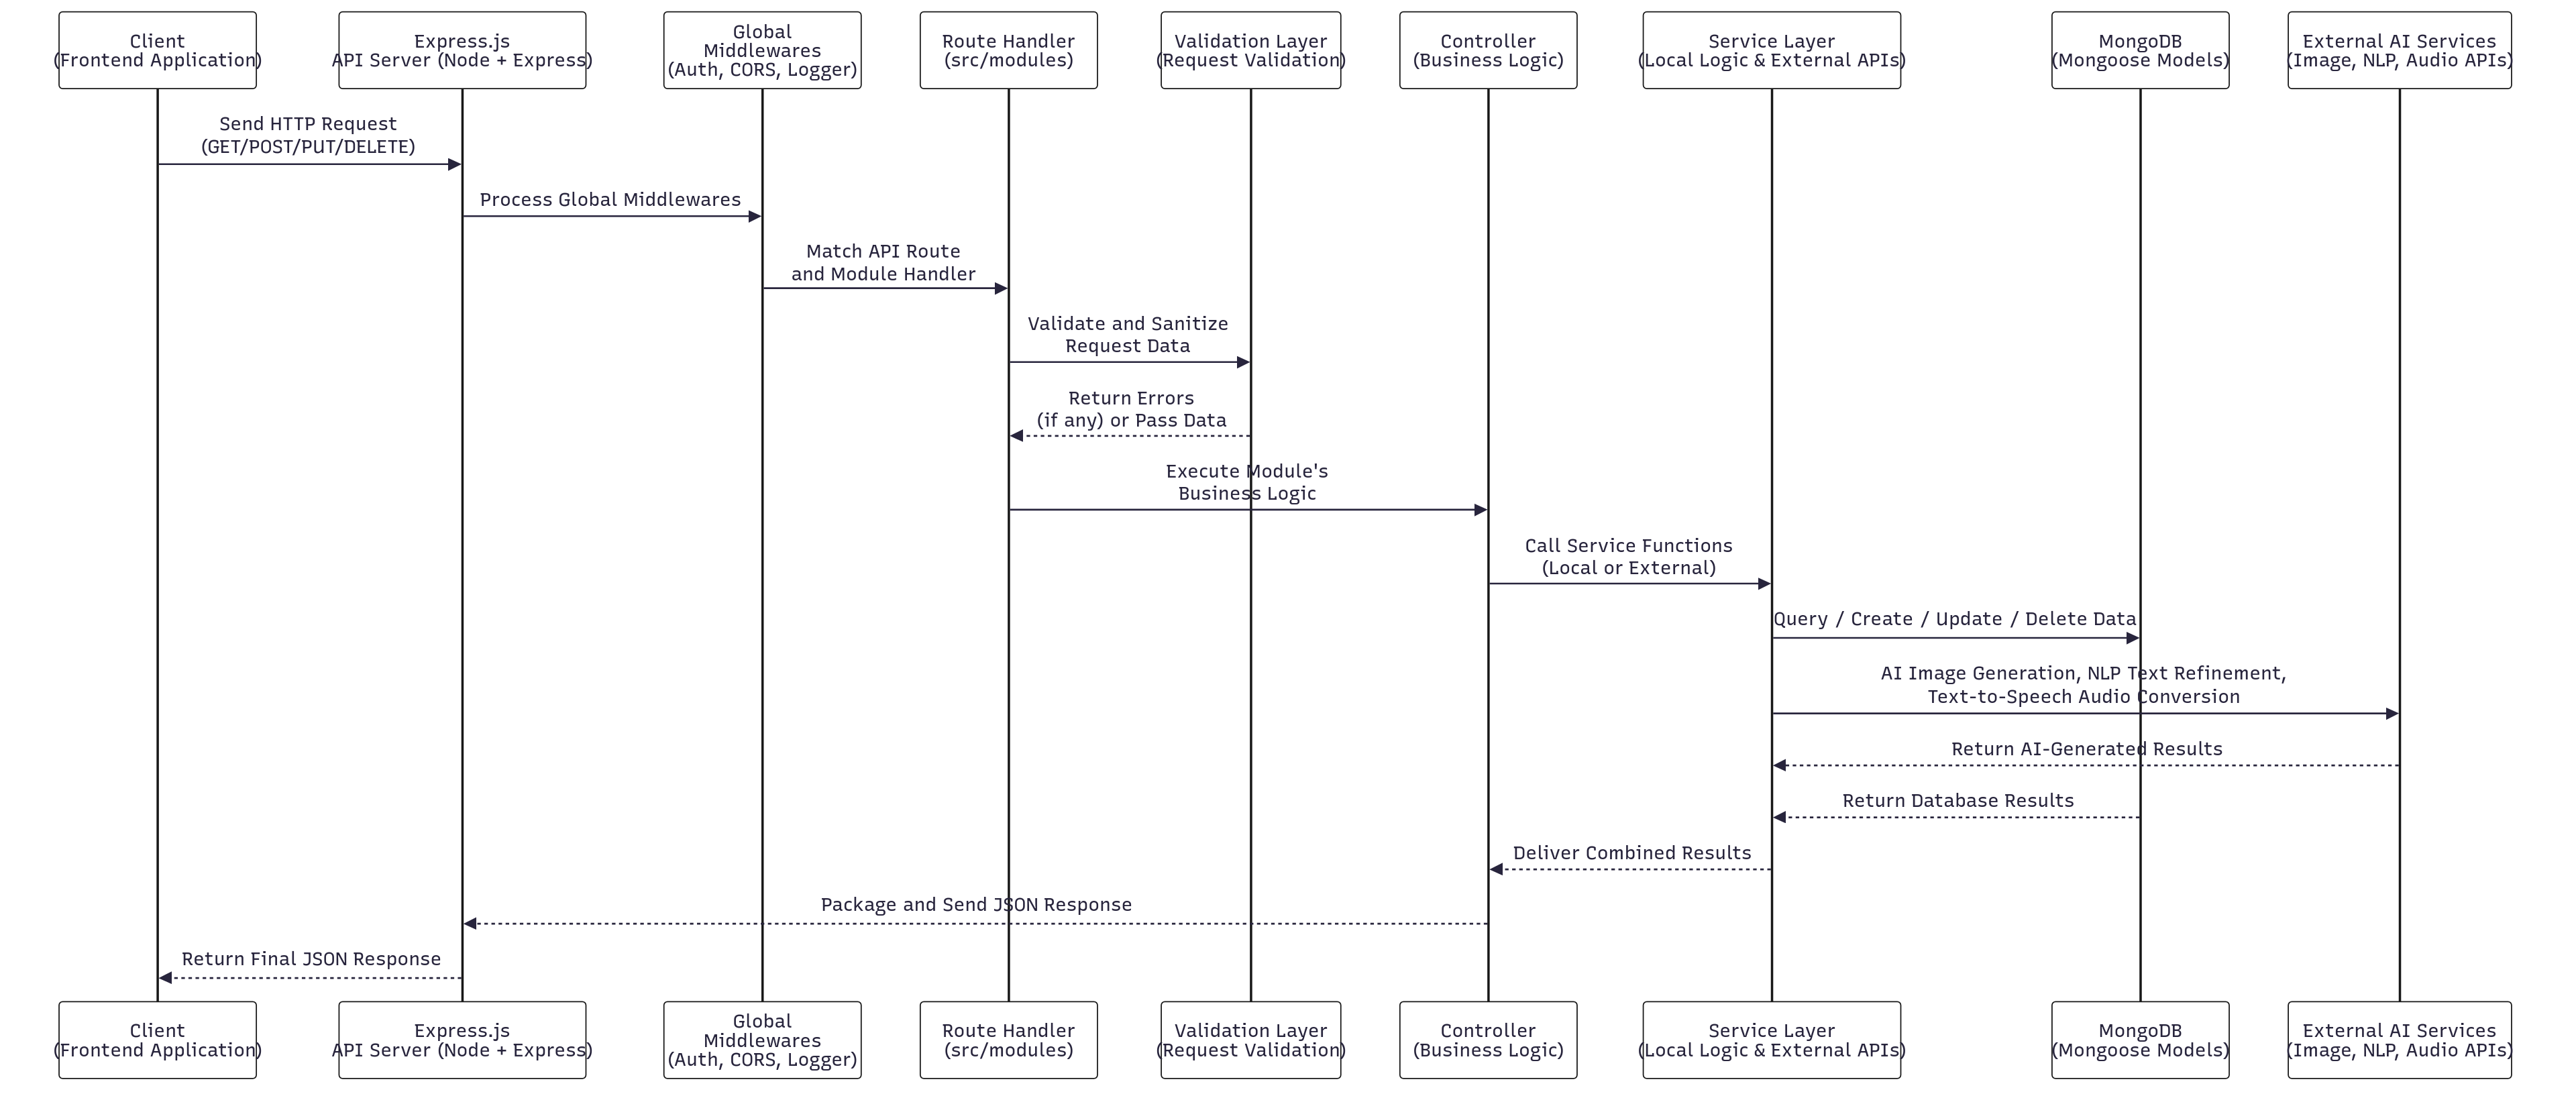 Client
(Frontend Application)
Express.js
API Server (Node + Express)
Global
Middlewares
(Auth, CORS, Logger)
Route Handler
(src/modules)
Validation Layer
(Request Validation)
Controller
(Business Logic)
Service Layer
(Local Logic & External APIs)
MongoDB
(Mongoose Models)
External AI Services
(Image, NLP, Audio APIs)
Send HTTP Request
(GET/POST/PUT/DELETE)
Process Global Middlewares
Match API Route
and Module Handler
Validate and Sanitize
Request Data
Return Errors
(if any) or Pass Data
Execute Module's
Business Logic
Call Service Functions
(Local or External)
Query / Create / Update / Delete Data
AI Image Generation, NLP Text Refinement,
Text-to-Speech Audio Conversion
Return AI-Generated Results
Return Database Results
Deliver Combined Results
Package and Send JSON Response
Return Final JSON Response
Client
(Frontend Application)
Express.js
API Server (Node + Express)
Global
Middlewares
(Auth, CORS, Logger)
Route Handler
(src/modules)
Validation Layer
(Request Validation)
Controller
(Business Logic)
Service Layer
(Local Logic & External APIs)
MongoDB
(Mongoose Models)
External AI Services
(Image, NLP, Audio APIs)